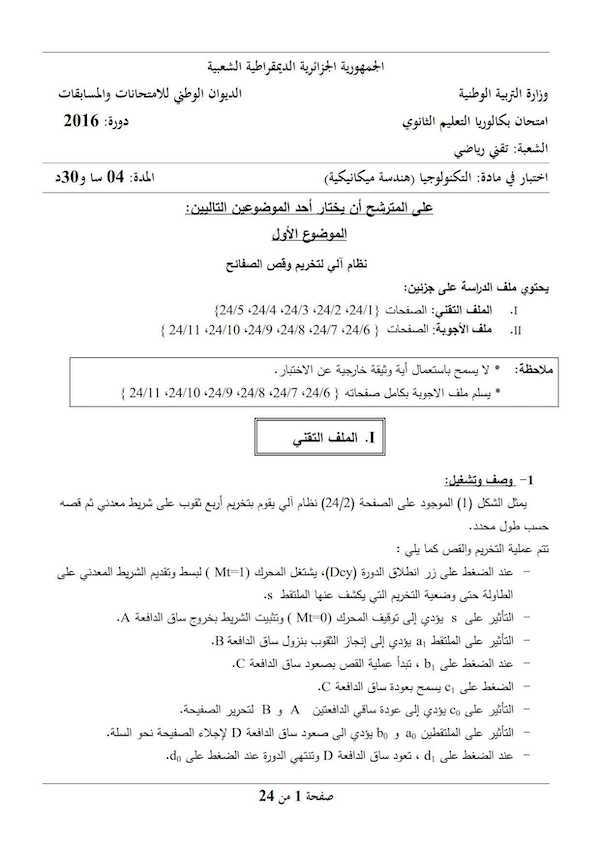 الجمهورية الجزائرية الديمقراطية الشعبية
وزارة التربية الوطنية الديوان الوطني للامتحانات والمسابقات
امتحان بكالوريا التعليم الثانوي دورة: 2016
الشعبة: تقني رياضي
اختبار في مادة: التكنولوجيا (هندسة ميكانيكية) المدة: 04 سا و30د
على المترشح أن يختار أحد الموضوعين التاليين:
الموضوع الأول
نظام آلي لتخريم وقص الصفائح
يحتوي ملف الدراسة على جزئين:
I. الملف التقني: الصفحات {24/1، 24/2، 24/3، 24/4، 24/5}
II. ملف الأجوبة: الصفحات { 24/6، 24/7، 24/8، 24/9، 24/10، 24/11 }
ملاحظة: * لا يسمح باستعمال أية وثيقة خارجية عن الاختبار.
* يسلم ملف الاجوبة بكامل صفحاته { 24/6، 24/7، 24/8، 24/9، 24/10، 24/11 }
I. الملف التقني
1- وصف وتشغيل:
يمثل الشكل (1) الموجود على الصفحة (24/2) نظام آلي يقوم بتخريم أربع ثقوب على شريط معدني ثم قصه
حسب طول محدد.
تتم عملية التخريم والقص كما يلي :
– عند الضغط على زر انطلاق الدورة (Dcy)، يشتغل المحرك (Mt=1 ) لبسط وتقديم الشريط المعدني على
الطاولة حتى وضعية التخريم التي يكشف عنها الملتقط s.
– التأثير على s يؤدي إلى توقيف المحرك (Mt=0 ) وتثبيت الشريط بخروج ساق الدافعة A.
– التأثير على الملتقط a1 يؤدي إلى إنجاز الثقوب بنزول ساق الدافعة B.
– عند الضغط على b1 ، تبدأ عملية القص بصعود ساق الدافعة C.
– الضغط على c1 يسمح بعودة ساق الدافعة C.
– التأثير على c0 يؤدي إلى عودة ساقي الدافعتين A و B لتحرير الصفيحة.
– التأثير على الملتقطين a0 و b0 يؤدي الى صعود ساق الدافعة D لإجلاء الصفيحة نحو السلة.
– عند الضغط على d1 ، تعود ساق الدافعة D وتنتهي الدورة عند الضغط على d0.
صفحة 1 من 24